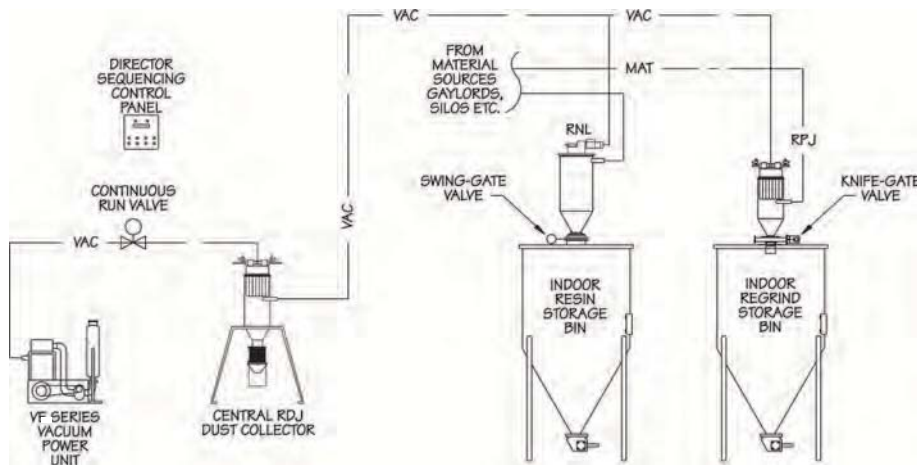 VAC
VAC
DIRECTOR
SEQUENCING
CONTROL
PANEL
FROM
MATERIAL
SOURCES
GAYLORDS,
SILOS ETC.
MAT
RNL
RPJ
CONTINUOUS
RUN VALVE
SWING-GATE
VALVE
KNIFE-GATE
VALVE
VAC
VAC
INDOOR
RESIN
STORAGE
BIN
INDOOR
REGRIND
STORAGE
BIN
VF SERIES
VACUUM
POWER
UNIT
CENTRAL RDJ
DUST COLLECTOR